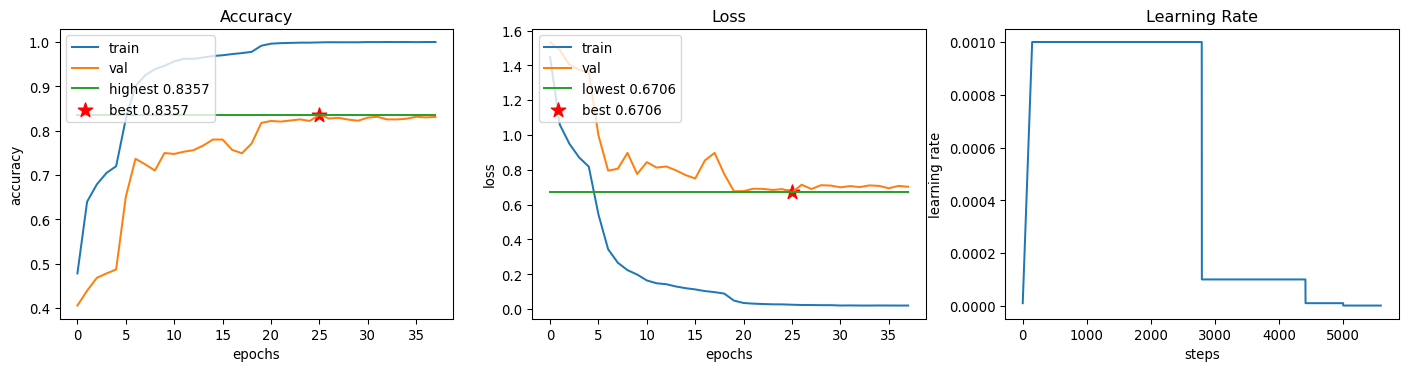 Accuracy
train
val
highest 0.8357
best 0.8357
1.0
0.9
0.8
0.7
0.6
0.5
0.4
accuracy
0 5 10 15 20 25 30 35
epochs
Loss
train
val
lowest 0.6706
best 0.6706
1.6
1.4
1.2
1.0
0.8
0.6
0.4
0.2
0.0
loss
0 5 10 15 20 25 30 35
epochs
Learning Rate
0.0010
0.0008
0.0006
0.0004
0.0002
0.0000
learning rate
0 1000 2000 3000 4000 5000
steps